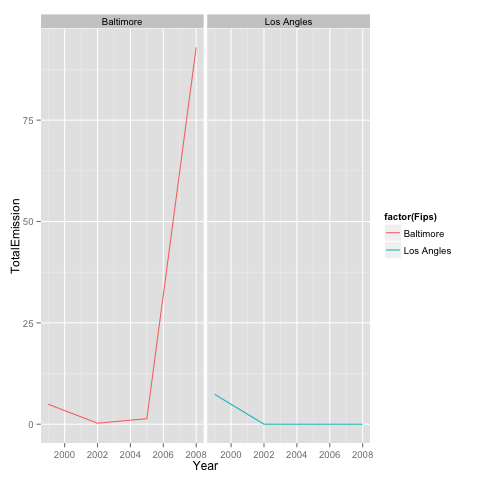 Baltimore Los Angles
75
50
25
0
TotalEmission
2000 2002 2004 2006 2008 2000 2002 2004 2006 2008
Year
factor(Fips)
Baltimore
Los Angles